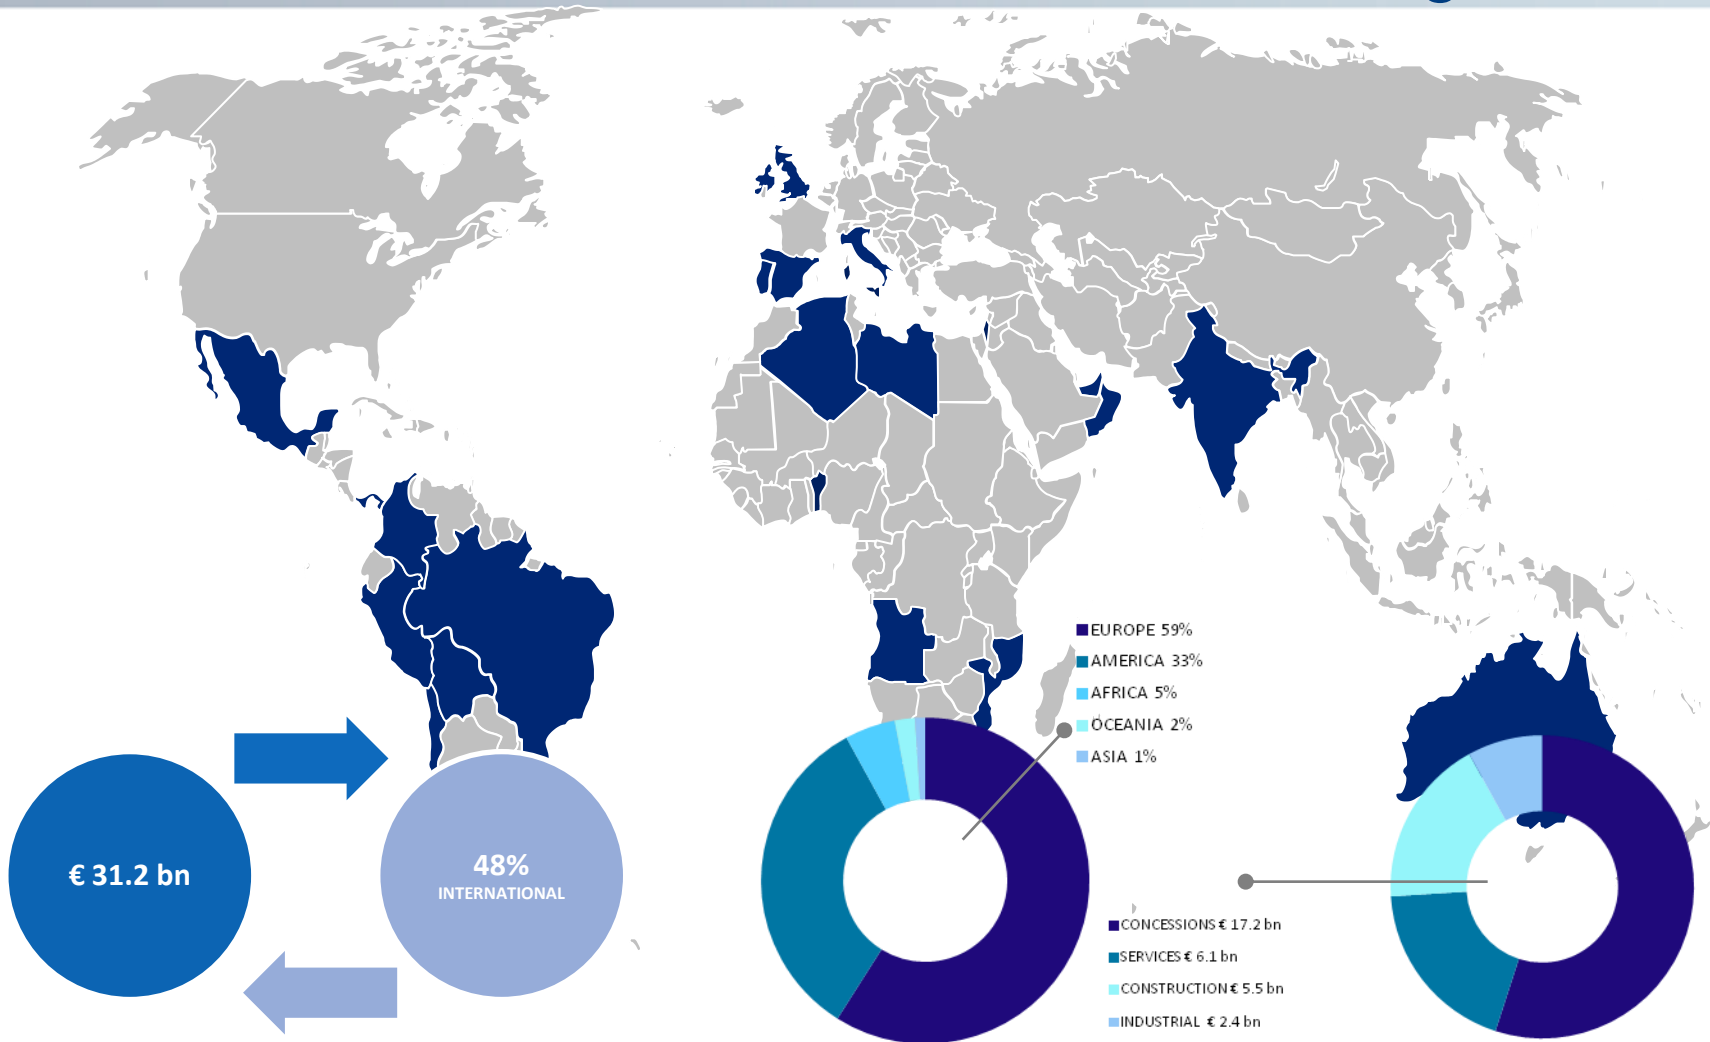 EUROPE 59%
AMERICA 33%
AFRICA 5%
OCEANIA 2%
ASIA 1%
€ 31.2 bn
48%
INTERNATIONAL
CONCESSIONS € 17.2 bn
SERVICES € 6.1 bn
CONSTRUCTION € 5.5 bn
INDUSTRIAL € 2.4 bn